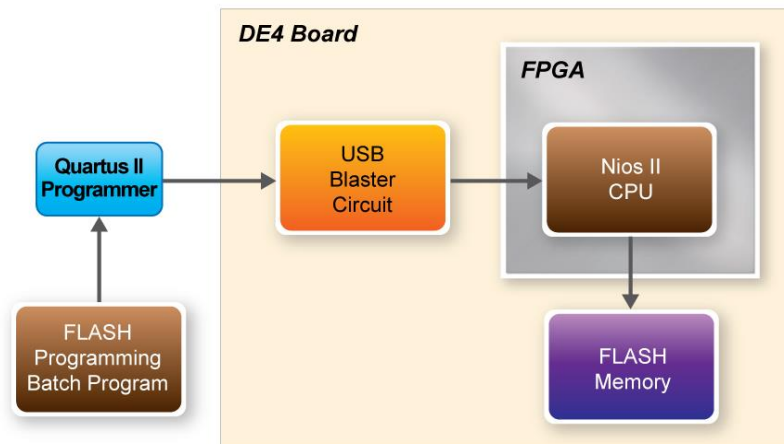 DE4 Board
FPGA
Quartus II
Programmer
USB
Blaster
Circuit
Nios II
CPU
FLASH
Programming
Batch Program
FLASH
Memory